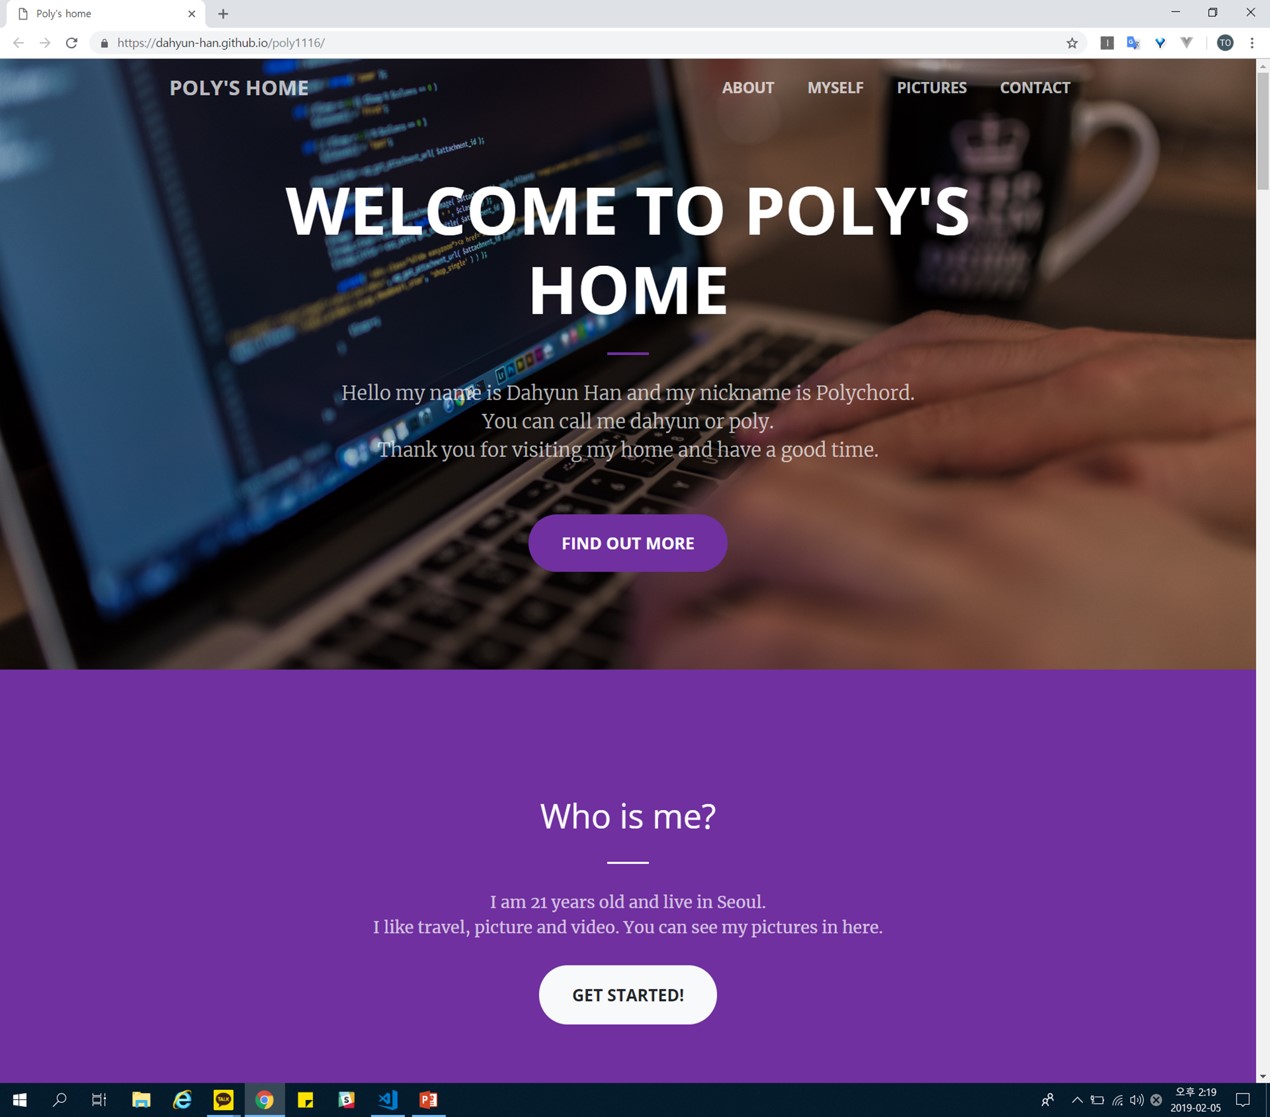 Poly's home
https://dahyun-han.github.io/poly1116/
TO
POLY'S HOME
ABOUT
MYSELF
PICTURES
CONTACT
WELCOME TO POLY'S
HOME
Hello my name is Dahyun Han and my nickname is Polychord.
You can call me dahyun or poly.
Thank you for visiting my home and have a good time.
FIND OUT MORE
Who is me?
I am 21 years old and live in Seoul.
I like travel, picture and video. You can see my pictures in here.
GET STARTED!
TALK
오후 2:19
2019-02-05